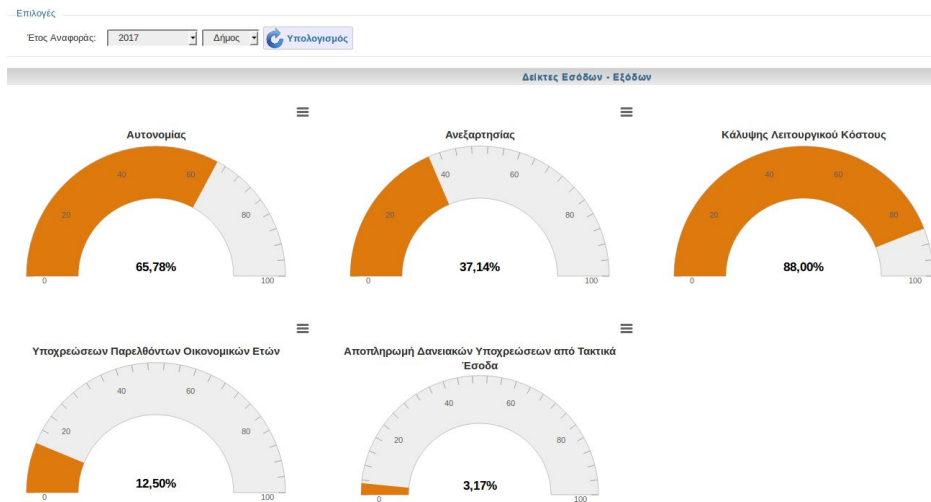 Επιλογές
Έτος Αναφοράς: 2017 Δήμος Υπολογισμός
Δείκτες Εσόδων - Εξόδων
Αυτονομίας
0 20 40 60 80 100
65,78%
Ανεξαρτησίας
0 20 40 60 80 100
37,14%
Κάλυψης Λειτουργικού Κόστους
0 20 40 60 80 100
88,00%
Υποχρεώσεων Παρελθόντων Οικονομικών Ετών
0 20 40 60 80 100
12,50%
Αποπληρωμή Δανειακών Υποχρεώσεων από Τακτικά
Έσοδα
0 20 40 60 80 100
3,17%